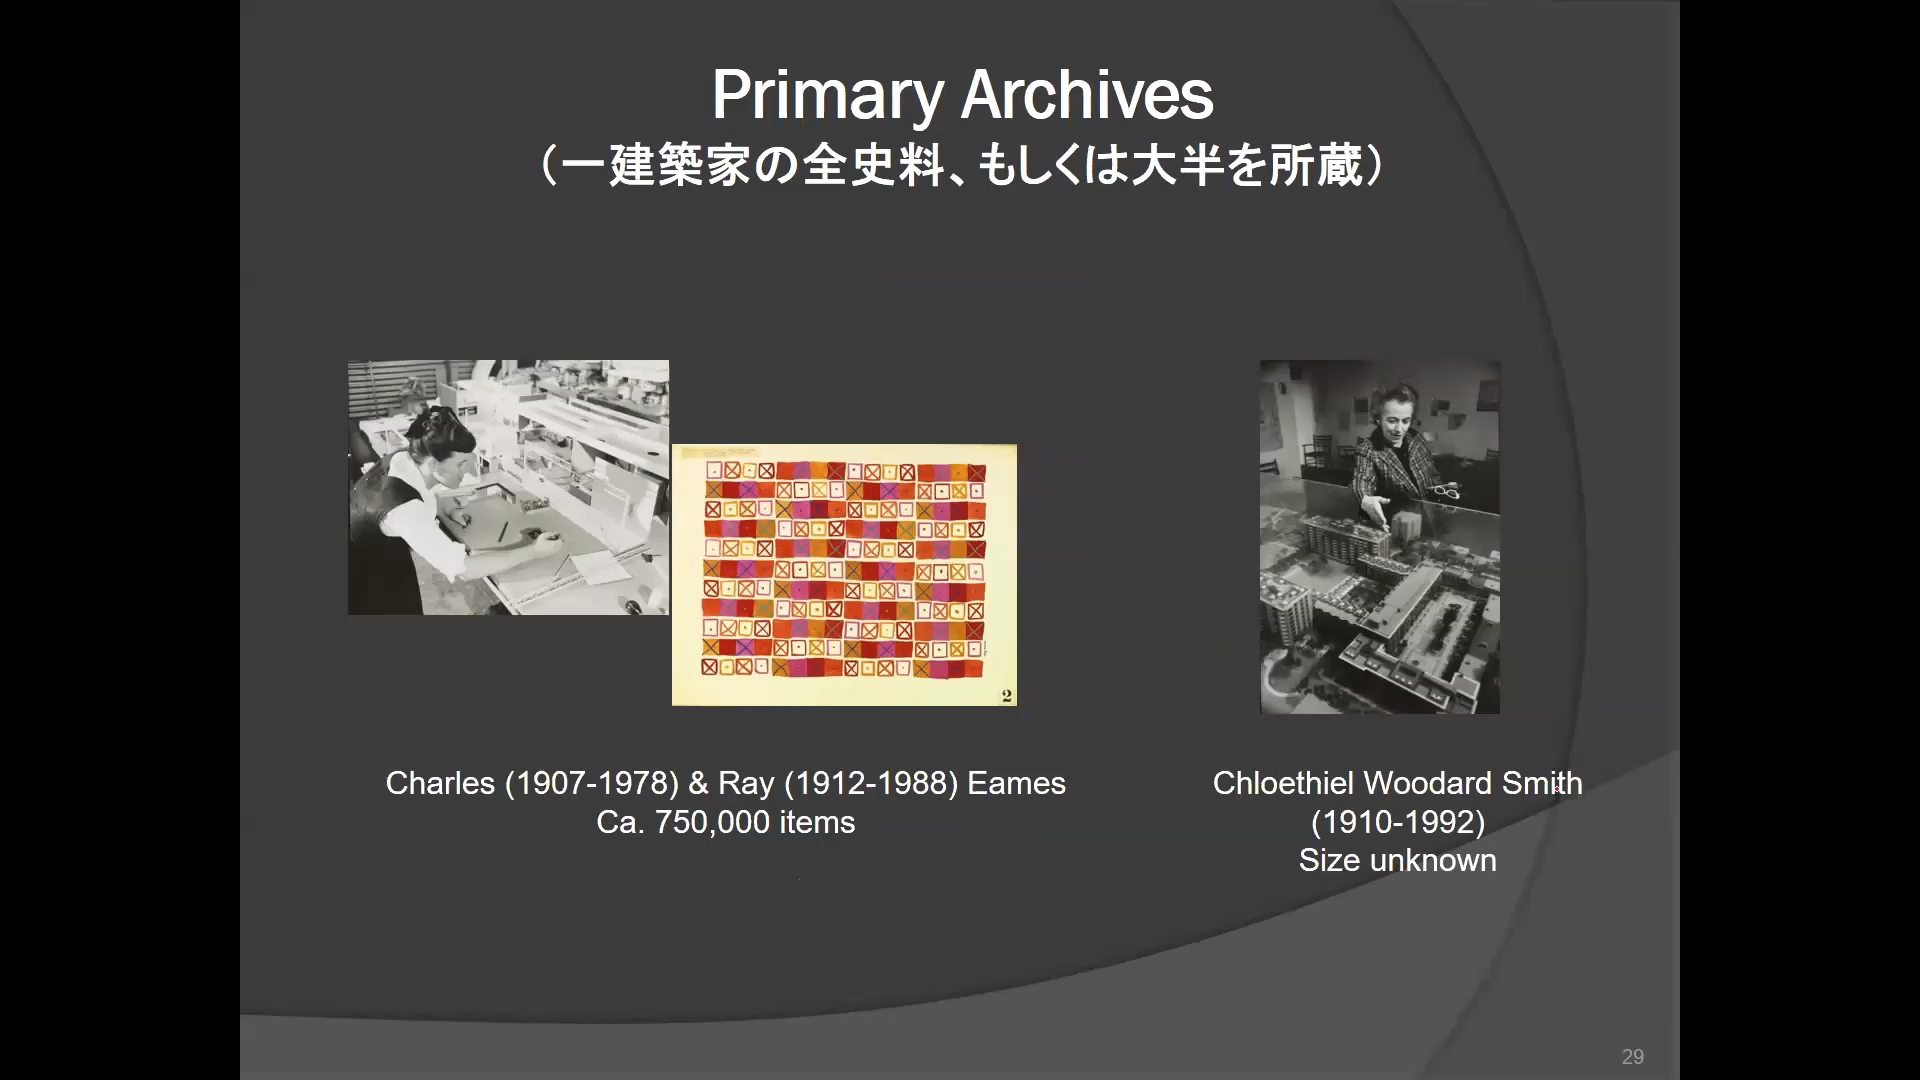 Primary Archives
（一建築家の全史料、もしくは大半を所蔵）
2
Charles (1907-1978) & Ray (1912-1988) Eames
Ca. 750,000 items
Chloethiel Woodard Smith
(1910-1992)
Size unknown
29